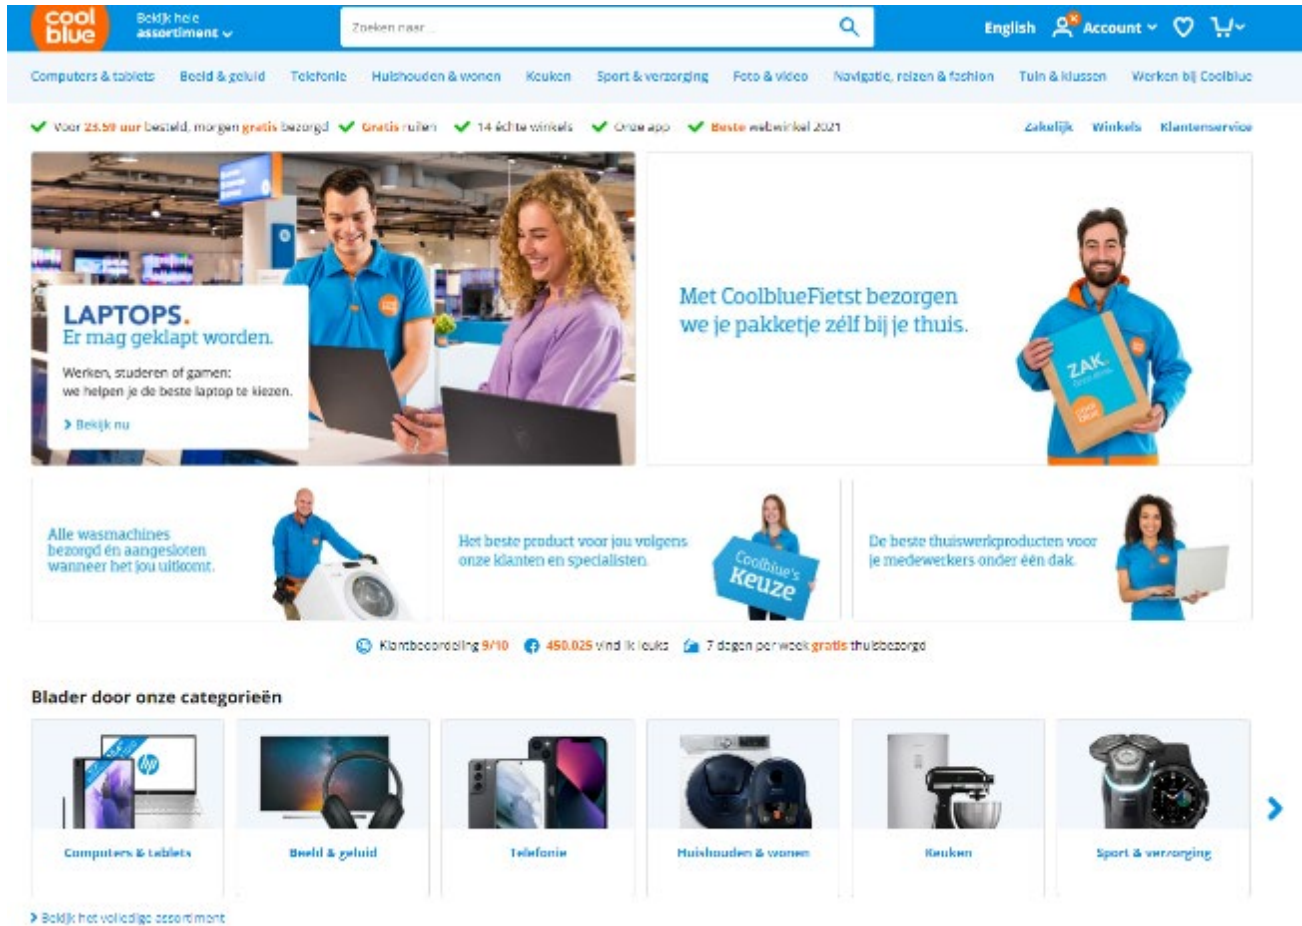 cool
blue
Bekijk hele
assortiment
Zoeken naar...
English
Account
Computers & tablets
Beeld & geluid
Telefonie
Huishouden & wonen
Keuken
Sport & verzorging
Foto & video
Navigatie, reizen & fashion
Tuin & klussen
Werken bij Coolblue
Voor 23.59 uur besteld, morgen gratis bezorgd
Gratis ruilen
14 échte winkels
Onze app
Beste webwinkel 2021
Zakelijk
Winkels
Klantenservice
LAPTOPS.
Er mag geklapt worden.
Werken, studeren of gamen:
we helpen je de beste laptop te kiezen.
Bekijk nu
Met CoolblueFietst bezorgen
we je pakketje zélf bij je thuis.
ZAK.
cool
blue
Alle wasmachines
bezorgd én aangesloten
wanneer het jou uitkomt.
Het beste product voor jou volgens
onze klanten en specialisten.
Coolblue's
Keuze
De beste thuiswerkproducten voor
je medewerkers onder één dak.
Klantbeoordeling 9/10
450.025 vind ik leuks
7 dagen per week gratis thuisbezorgd
Blader door onze categorieën
hp
Computers & tablets
Beeld & geluid
Telefonie
Huishouden & wonen
Keuken
Sport & verzorging
Bekijk het volledige assortiment